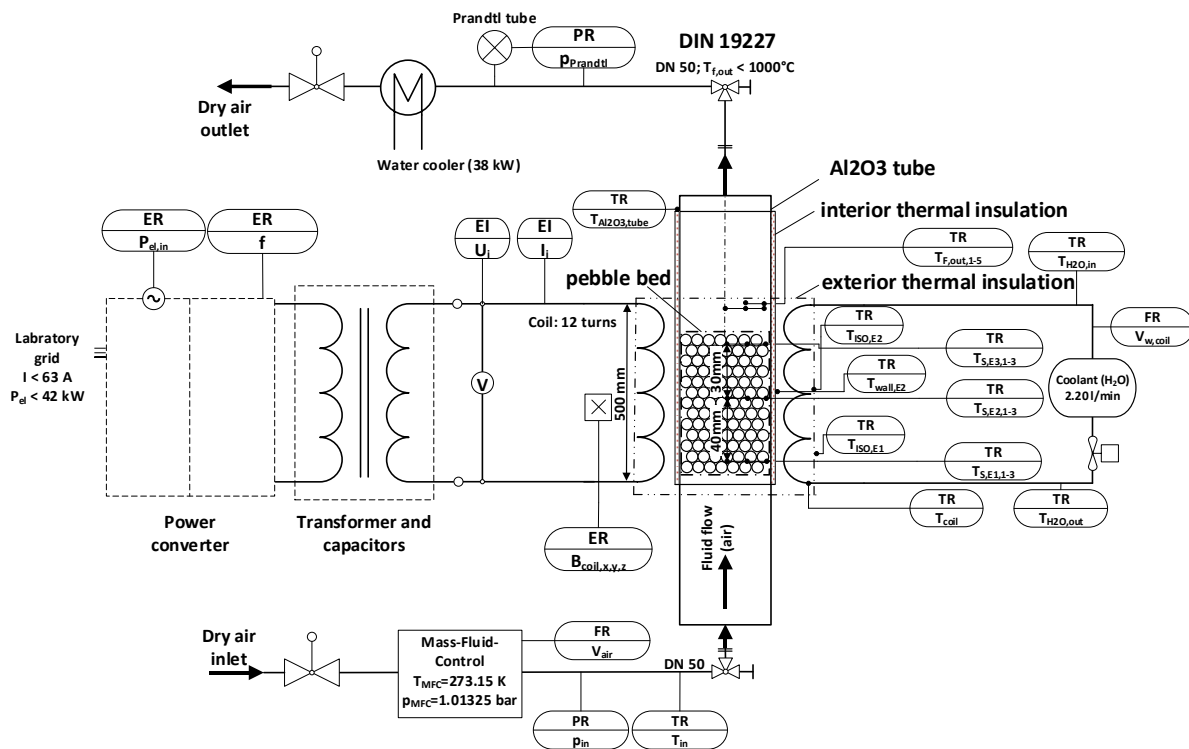 Prandtl tube
PR
pPrandtl
DIN 19227
DN 50; Tf,out < 1000°C
Dry air
outlet
Water cooler (38 kW)
Al2O3 tube
TR
TAl2O3,tube
interior thermal insulation
ER
Pel,in
ER
f
EI
Ui
EI
Ii
TR
TF,out,1-5
TR
TH2O,in
pebble bed
exterior thermal insulation
Labratory
grid
I < 63 A
Pel < 42 kW
Coil: 12 turns
V
500 mm
40mm
30mm
TR
TISO,E2
TR
TS,E3,1-3
TR
Twall,E2
TR
TS,E2,1-3
TR
TISO,E1
TR
TS,E1,1-3
FR
Vw,coil
Coolant (H2O)
2.20 l/min
TR
Tcoil
TR
TH2O,out
Power
converter
Transformer and
capacitors
ER
Bcoil,x,y,z
Fluid flow
(air)
Dry air
inlet
Mass-Fluid-
Control
TMFC=273.15 K
pMFC=1.01325 bar
FR
Vair
DN 50
PR
pin
TR
Tin